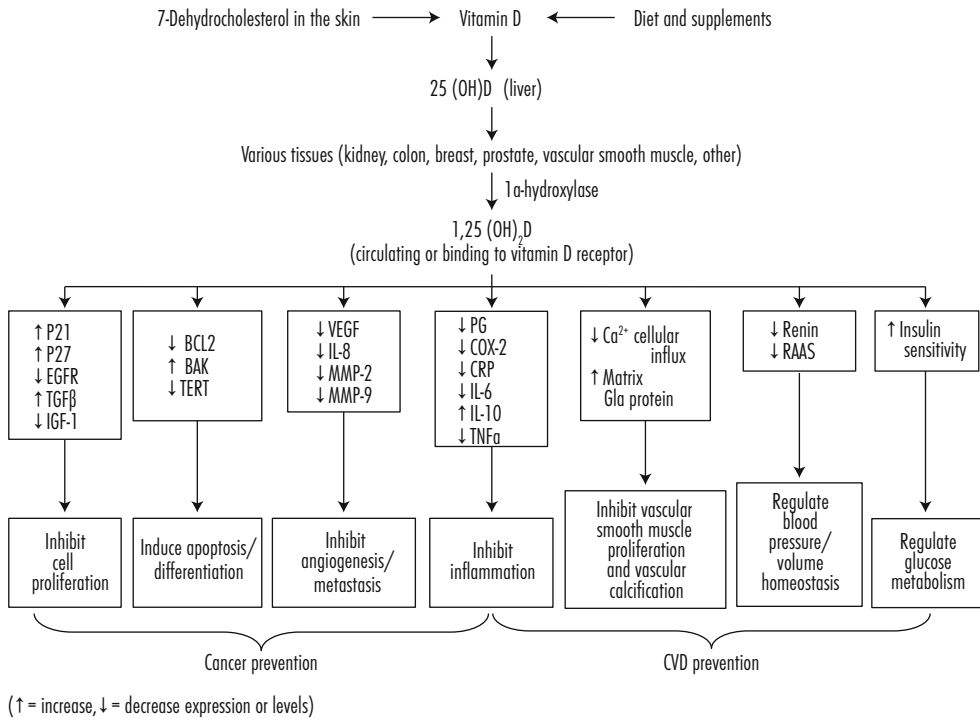 7-Dehydrocholesterol in the skin → Vitamin D ← Diet and supplements
25 (OH)D (liver)
Various tissues (kidney, colon, breast, prostate, vascular smooth muscle, other)
1a-hydroxylase
1,25 (OH)₂D
(circulating or binding to vitamin D receptor)
↑ P21
↑ P27
↓ EGFR
↑ TGFβ
↓ IGF-1
↓ BCL2
↑ BAK
↓ TERT
↓ VEGF
↓ IL-8
↓ MMP-2
↓ MMP-9
↓ PG
↓ COX-2
↓ CRP
↓ IL-6
↑ IL-10
↓ TNFa
↓ Ca²⁺ cellular
influx
↑ Matrix
Gla protein
↓ Renin
↓ RAAS
↑ Insulin
sensitivity
Inhibit
cell
proliferation
Induce apoptosis/
differentiation
Inhibit
angiogenesis/
metastasis
Inhibit
inflammation
Inhibit vascular
smooth muscle
proliferation
and vascular
calcification
Regulate
blood
pressure/
volume
homeostasis
Regulate
glucose
metabolism
Cancer prevention
CVD prevention
(↑ = increase, ↓ = decrease expression or levels)